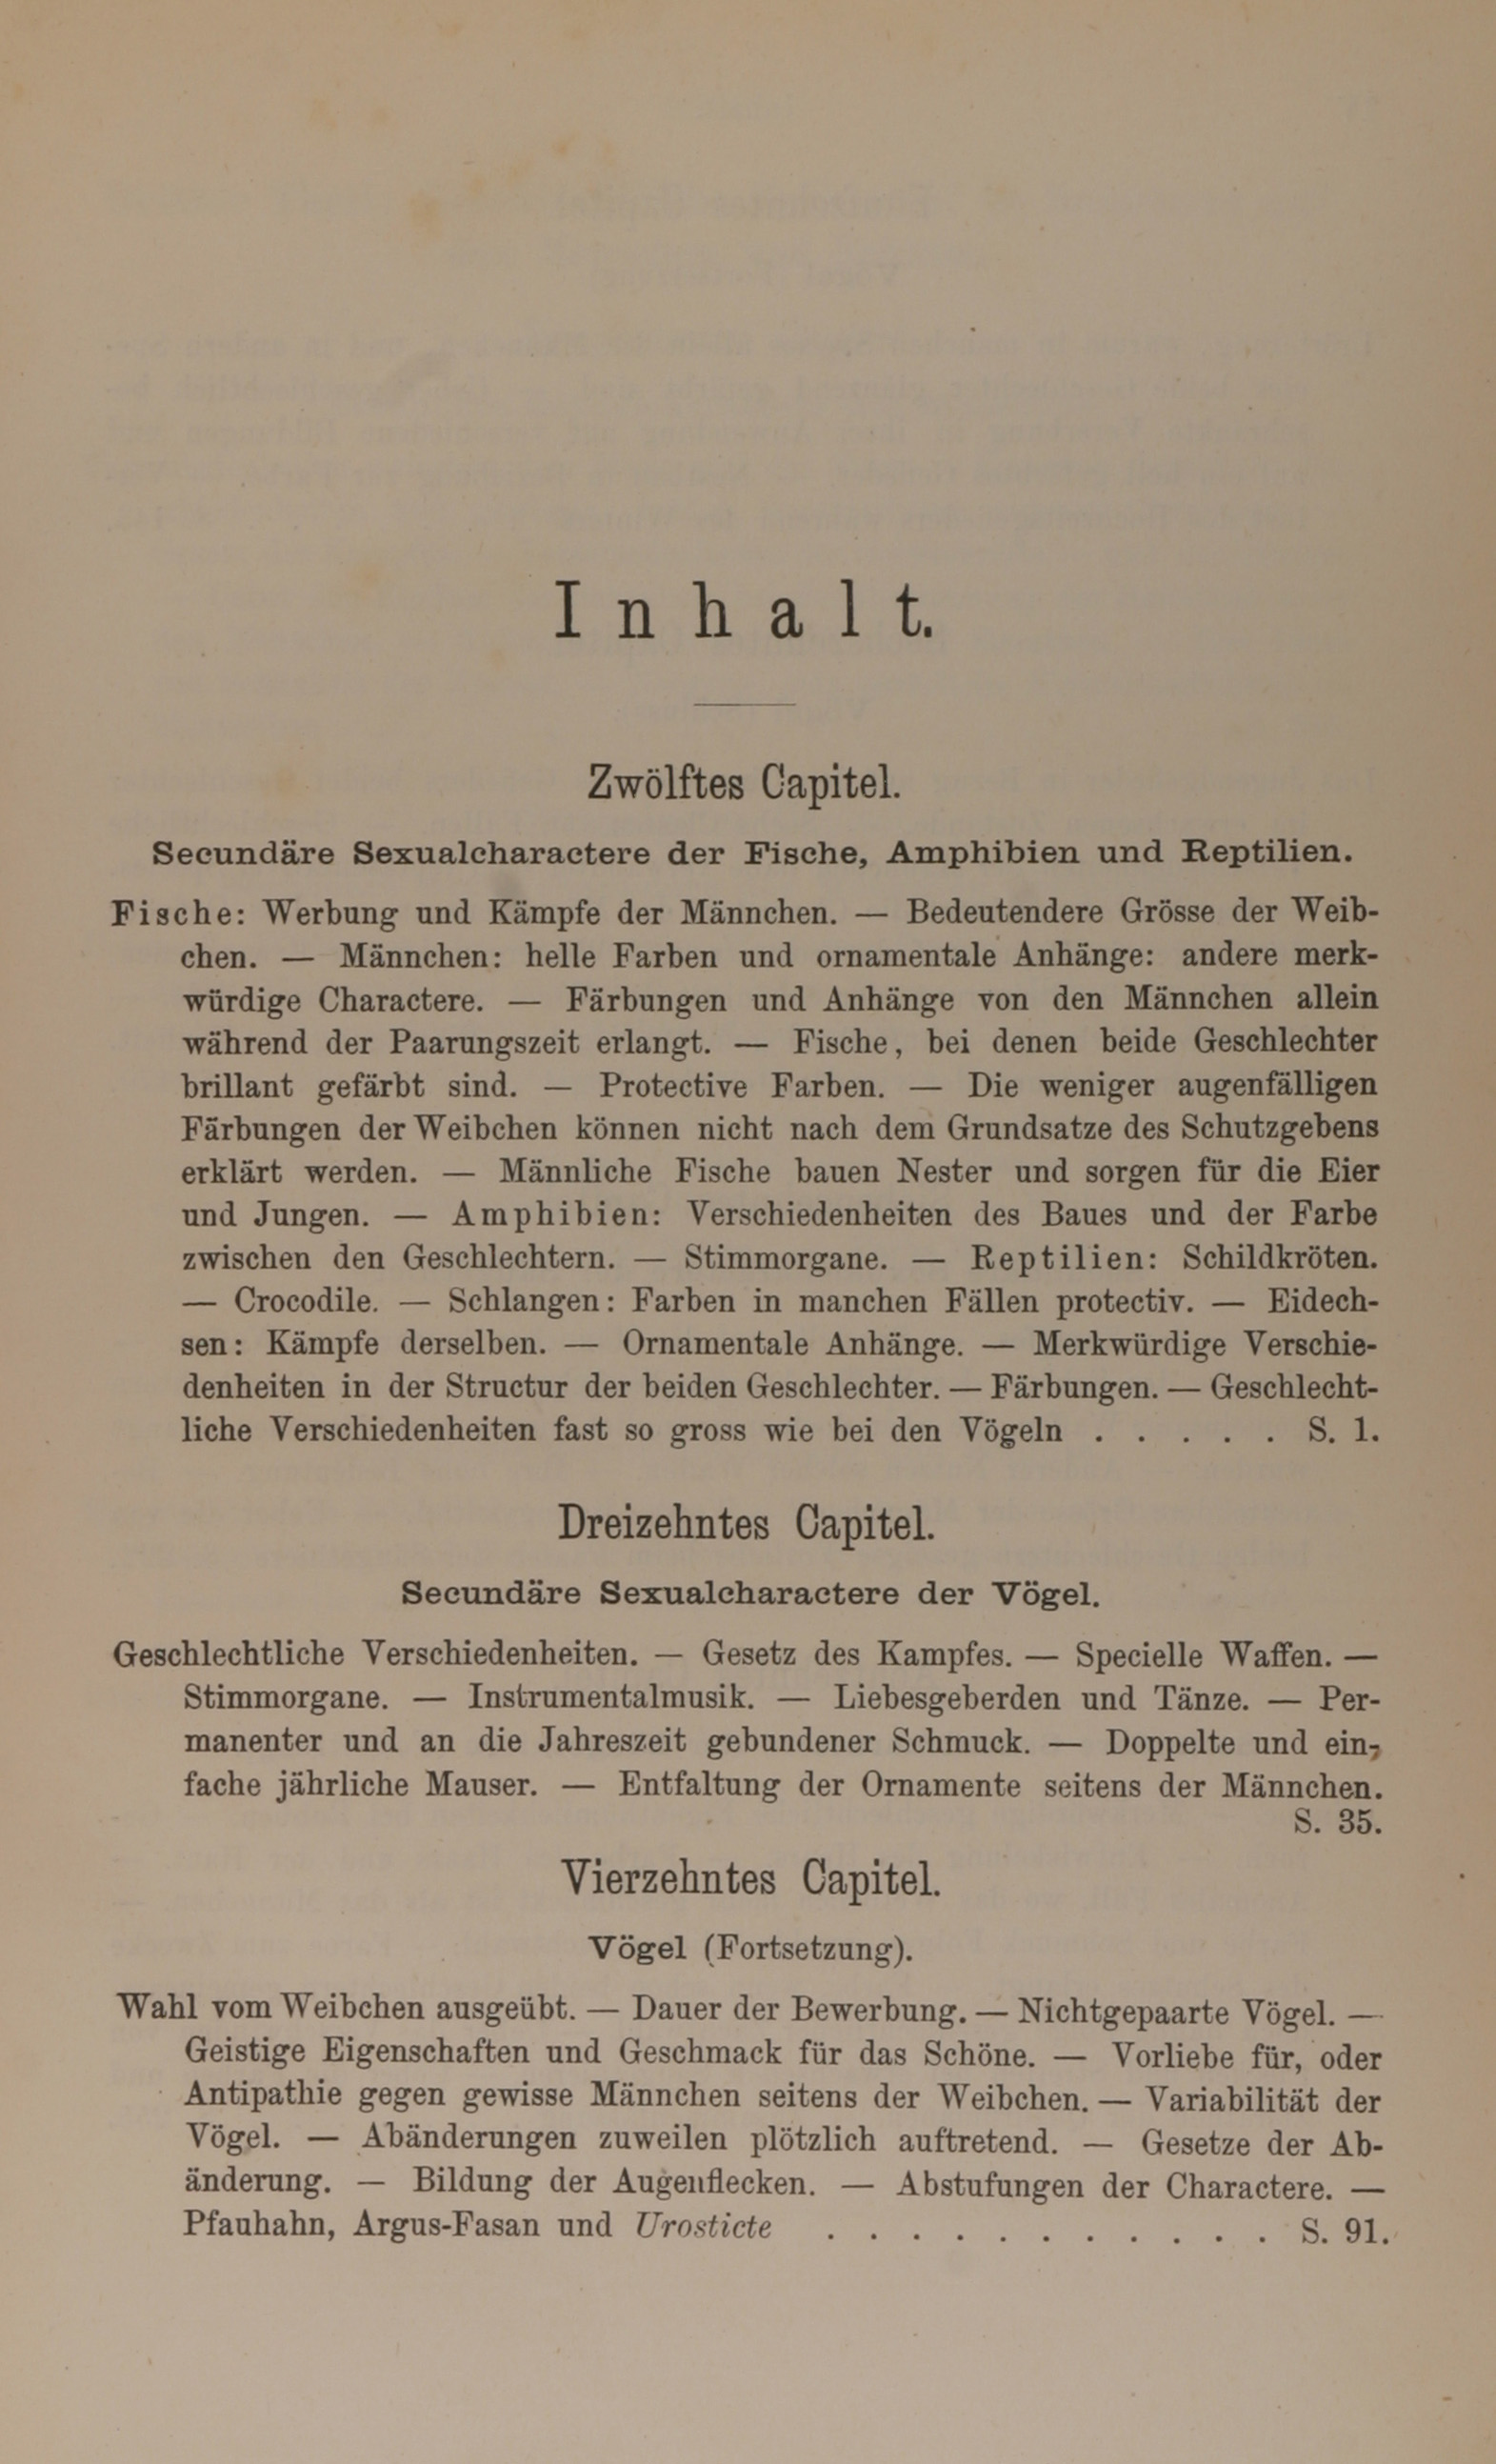 Inhalt.
Zwölftes Capitel.
Secundäre Sexualcharactere der Fische, Amphibien und Reptilien.
Fische: Werbung und Kämpfe der Männchen. — Bedeutendere Grösse der Weib-
chen. — Männchen: helle Farben und ornamentale Anhänge: andere merk-
würdige Charactere. — Färbungen und Anhänge von den Männchen allein
während der Paarungszeit erlangt. — Fische, bei denen beide Geschlechter
brillant gefärbt sind. — Protective Farben. — Die weniger augenfälligen
Färbungen der Weibchen können nicht nach dem Grundsatze des Schutzgebens
erklärt werden. — Männliche Fische bauen Nester und sorgen für die Eier
und Jungen. — Amphibien: Verschiedenheiten des Baues und der Farbe
zwischen den Geschlechtern. — Stimmorgane. — Reptilien: Schildkröten.
— Crocodile. — Schlangen: Farben in manchen Fällen protectiv. — Eidech-
sen: Kämpfe derselben. — Ornamentale Anhänge. — Merkwürdige Verschie-
denheiten in der Structur der beiden Geschlechter. — Färbungen. — Geschlecht-
liche Verschiedenheiten fast so gross wie bei den Vögeln . . . . . S. 1.
Dreizehntes Capitel.
Secundäre Sexualcharactere der Vögel.
Geschlechtliche Verschiedenheiten. — Gesetz des Kampfes. — Specielle Waffen. —
Stimmorgane. — Instrumentalmusik. — Liebesgeberden und Tänze. — Per-
manenter und an die Jahreszeit gebundener Schmuck. — Doppelte und ein-
fache jährliche Mauser. — Entfaltung der Ornamente seitens der Männchen.
S. 35.
Vierzehntes Capitel.
Vögel (Fortsetzung).
Wahl vom Weibchen ausgeübt. — Dauer der Bewerbung. — Nichtgepaarte Vögel. —
Geistige Eigenschaften und Geschmack für das Schöne. — Vorliebe für, oder
Antipathie gegen gewisse Männchen seitens der Weibchen. — Variabilität der
Vögel. — Abänderungen zuweilen plötzlich auftretend. — Gesetze der Ab-
änderung. — Bildung der Augenflecken. — Abstufungen der Charactere. —
Pfauhahn, Argus-Fasan und Urosticte . . . . . . . . . . . S. 91.